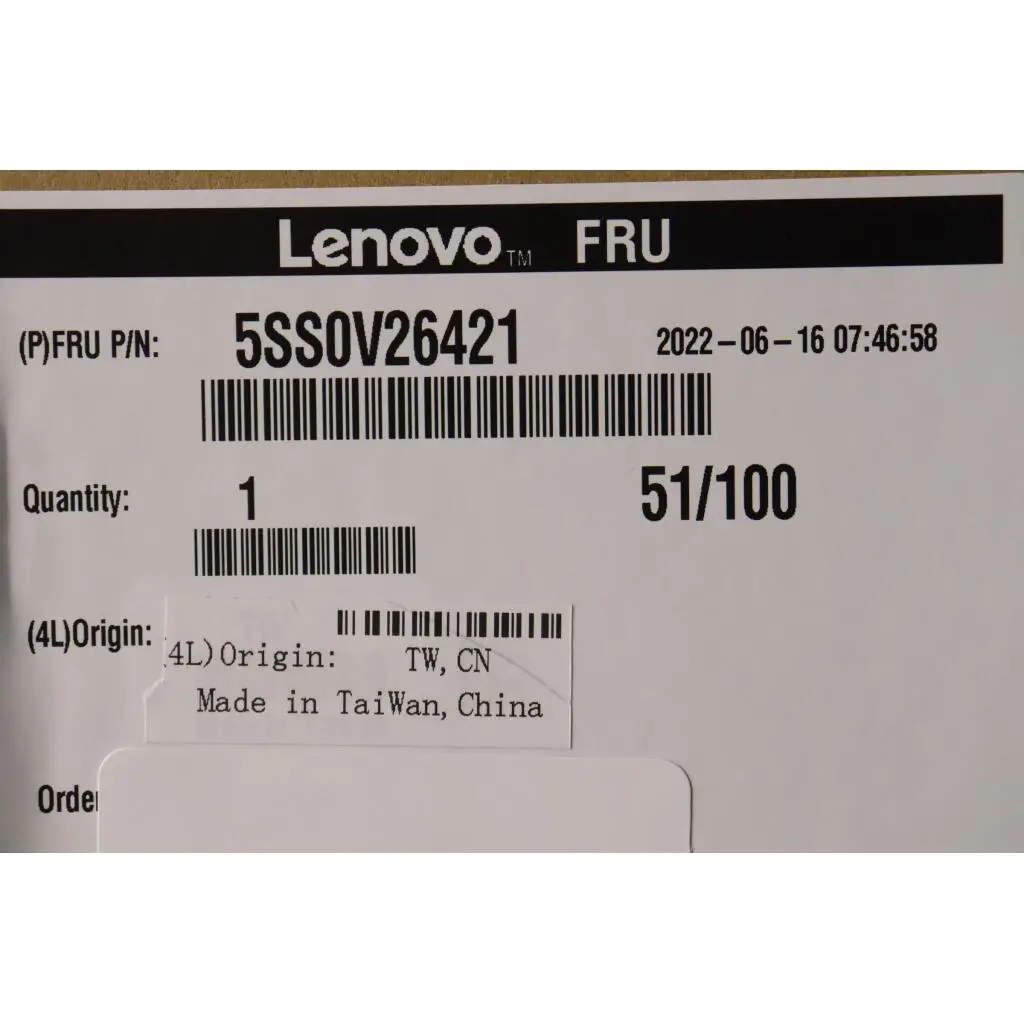 Lenovo™ FRU
(P)FRU P/N: 5SS0V26421 2022-06-16 07:46:58
Quantity: 1 51/100
(4L)Origin:
4L)Origin: TW,CN
Made in TaiWan,China
Orde